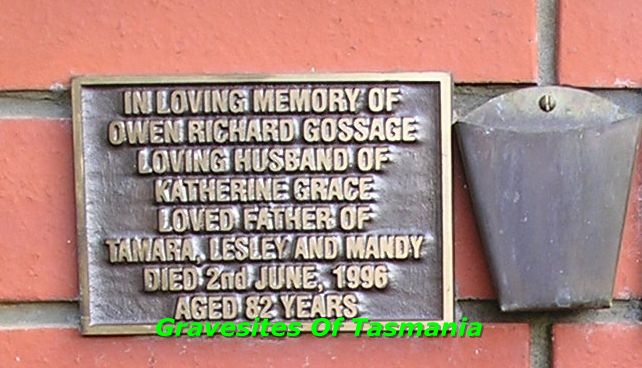 IN LOVING MEMORY OF
OWEN RICHARD GOSSAGE
LOVING HUSBAND OF
KATHERINE GRACE
LOVED FATHER OF
TAMARA, LESLEY AND MANDY
DIED 2nd JUNE, 1996
AGED 82 YEARS
Gravesites Of Tasmania